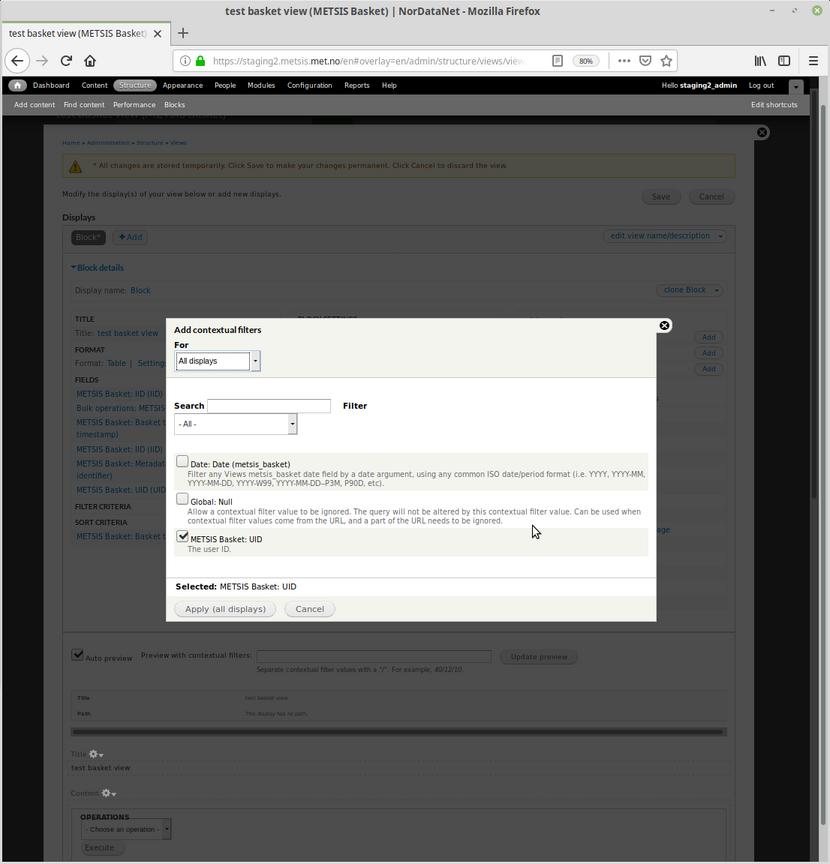 test basket view (METSIS Basket) | NorDataNet - Mozilla Firefox
test basket view (METSIS Basket)
https://staging2.metsis.met.no/en#overlay=en/admin/structure/views/view
80%
Dashboard Content Structure Appearance People Modules Configuration Reports Help Hello staging2_admin Log out
Add content Find content Performance Blocks Edit shortcuts
Home » Administration » Structure » Views
* All changes are stored temporarily. Click Save to make your changes permanent. Click Cancel to discard the view.
Modify the display(s) of your view below or add new displays.
Save Cancel
Displays
Block* Add edit view name/description
Block details
Display name: Block clone Block
TITLE
Title: test basket view
FORMAT
Format: Table | Setting
FIELDS
METSIS Basket: IID (IID)
Bulk operations: METSIS
METSIS Basket: Basket t
timestamp)
METSIS Basket: IID (IID)
METSIS Basket: Metada
identifier)
METSIS Basket: UID (UID
FILTER CRITERIA
SORT CRITERIA
METSIS Basket: Basket t
Add
Add
Add
Add contextual filters
For
All displays
Search Filter
- All -
Date: Date (metsis_basket)
Filter any Views metsis_basket date field by a date argument, using any common ISO date/period format (i.e. YYYY, YYYY-MM,
YYYY-MM-DD, YYYY-W99, YYYY-MM-DD--P3M, P90D, etc).
Global: Null
Allow a contextual filter value to be ignored. The query will not be altered by this contextual filter value. Can be used when
contextual filter values come from the URL, and a part of the URL needs to be ignored.
METSIS Basket: UID
The user ID.
Selected: METSIS Basket: UID
Apply (all displays) Cancel
Auto preview Preview with contextual filters: Update preview
Separate contextual filter values with a "/". For example, 40/12/10.
Title test basket view
Path This display has no path.
Title
test basket view
Content
OPERATIONS
- Choose an operation -
Execute